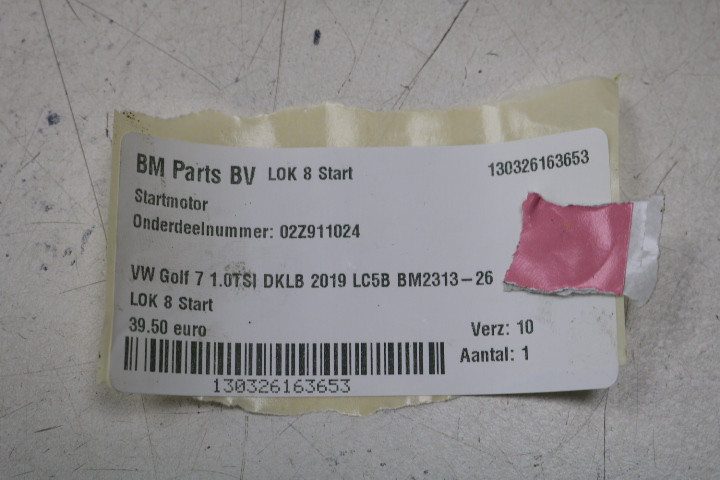 BM Parts BV LOK 8 Start 130326163653
Startmotor
Onderdeelnummer: 02Z911024
VW Golf 7 1.0TSI DKLB 2019 LC5B BM2313-26
LOK 8 Start
39.50 euro Verz: 10
Aantal: 1
130326163653